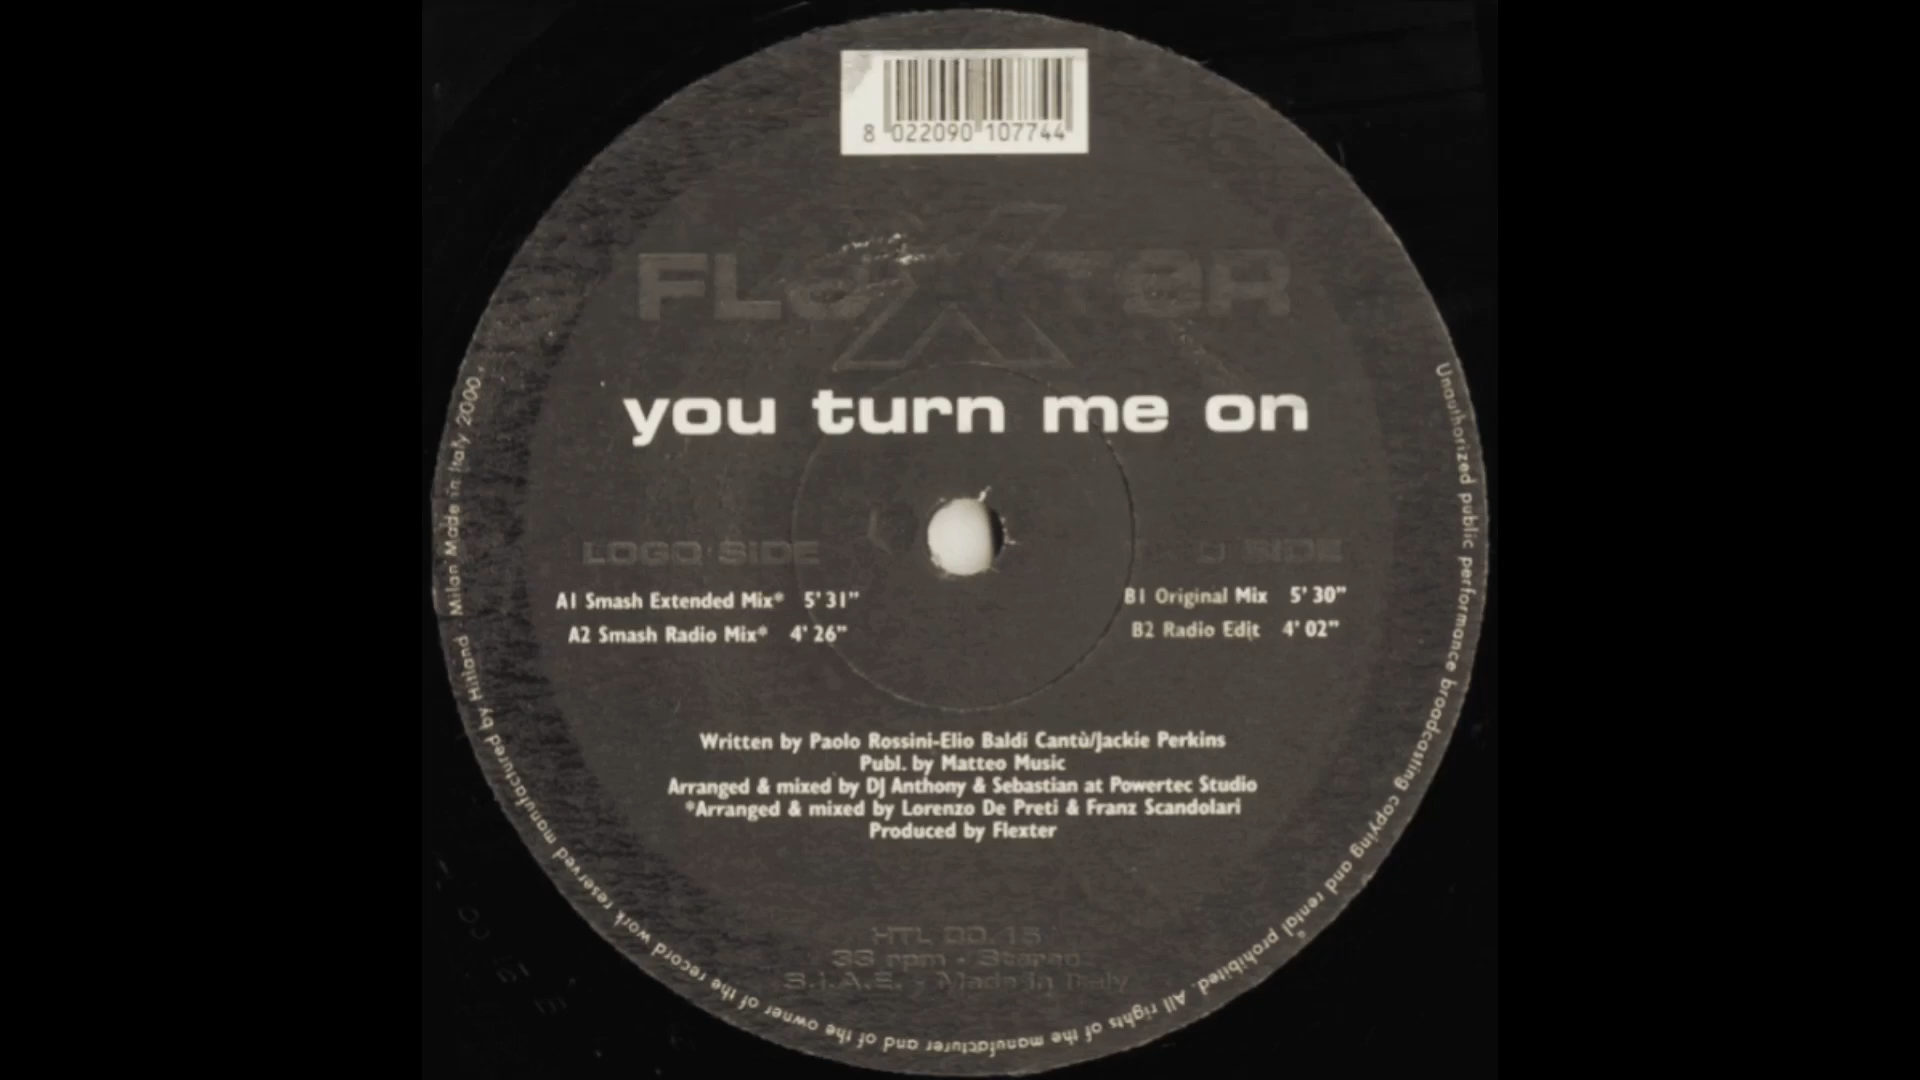 8 022090 107744
FLEXTER
you turn me on
LOGO SIDE
SIDE
A1 Smash Extended Mix* 5'31"
A2 Smash Radio Mix* 4'26"
B1 Original Mix 5'30"
B2 Radio Edit 4'02"
Written by Paolo Rossini-Elio Baldi Cantù/Jackie Perkins
Publ. by Matteo Music
Arranged & mixed by DJ Anthony & Sebastian at Powertec Studio
*Arranged & mixed by Lorenzo De Preti & Franz Scandolari
Produced by Flexter
HTL 00.15
33 rpm - Stereo
S.I.A.E. - Made in Italy
Unauthorized public performance broadcasting copying and rental prohibited. All rights of the manufacturer and of the owner of the record work reserved manufactured by Hitland - Milan Made in Italy 2000.